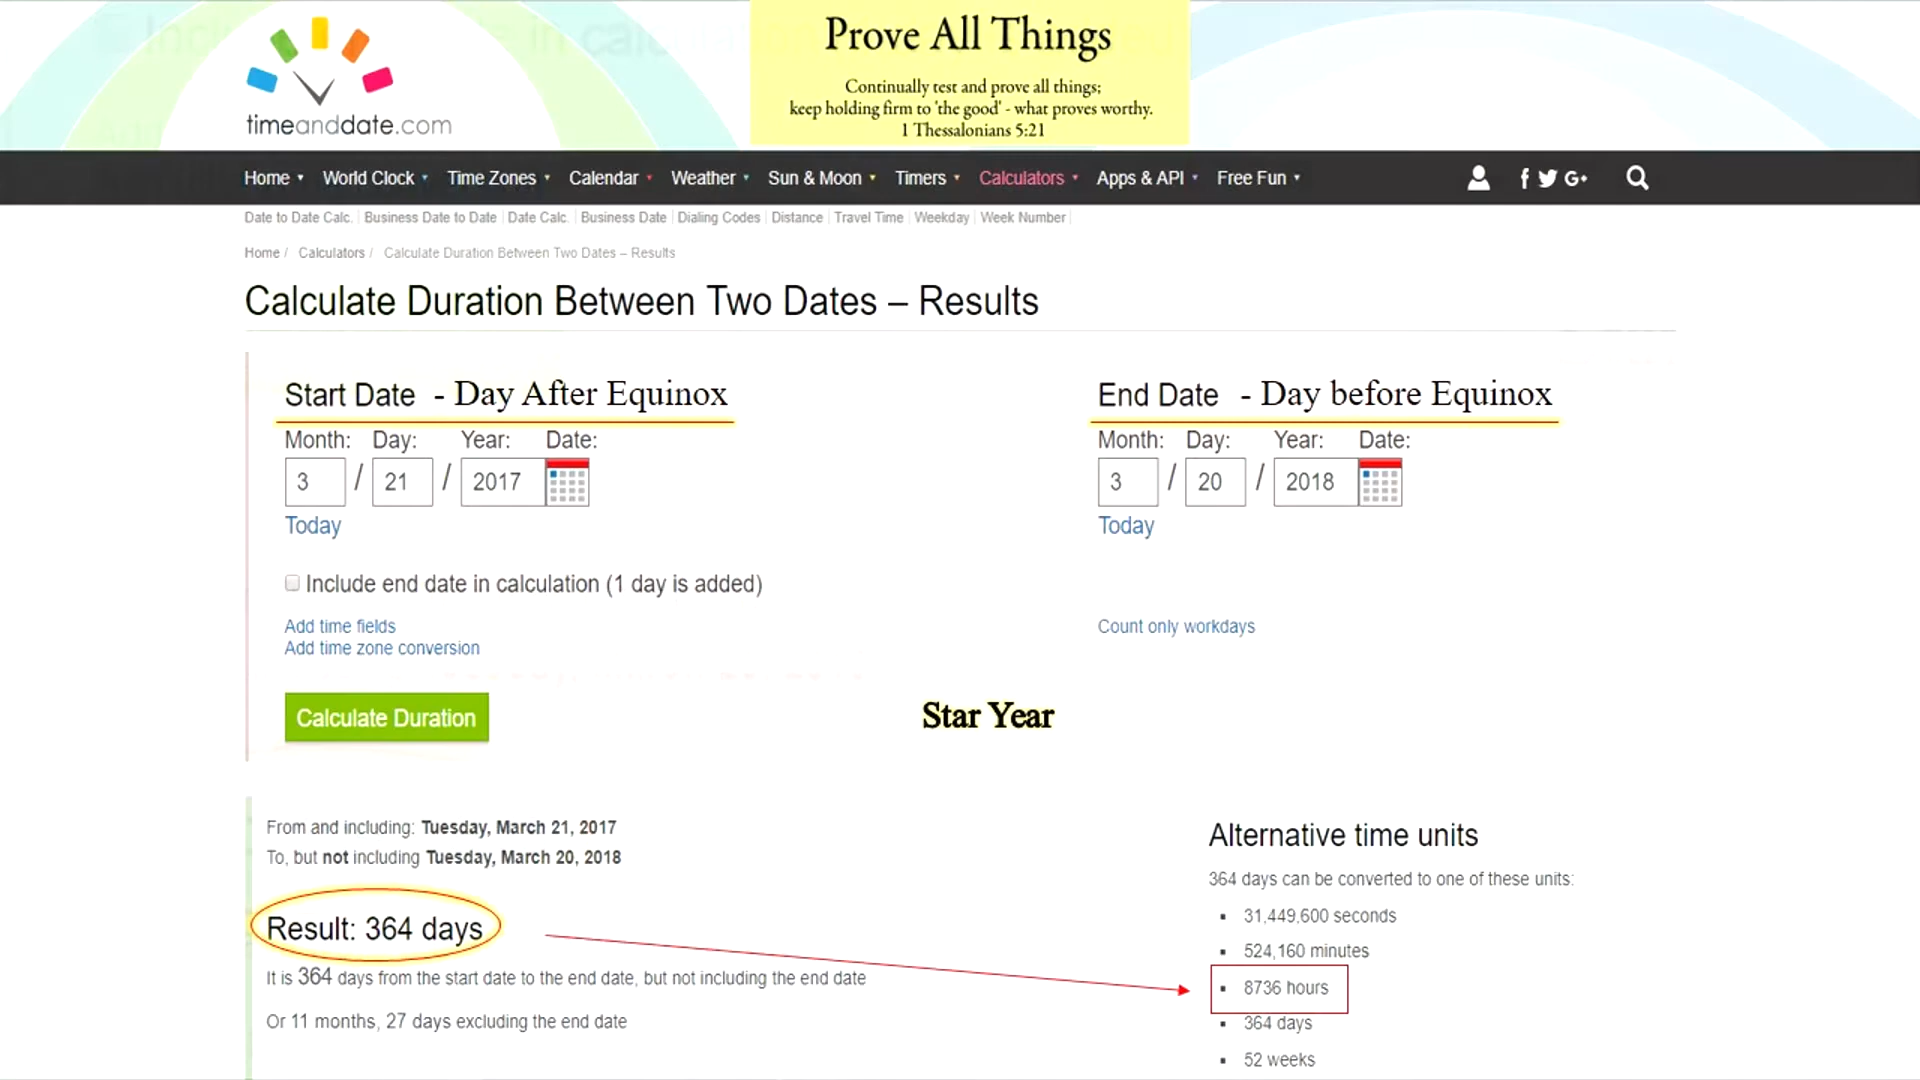 Prove All Things
Continually test and prove all things;
keep holding firm to 'the good' - what proves worthy.
1 Thessalonians 5:21
timeanddate.com
Home World Clock Time Zones Calendar Weather Sun & Moon Timers Calculators Apps & API Free Fun
Date to Date Calc. Business Date to Date Date Calc. Business Date Dialing Codes Distance Travel Time Weekday Week Number
Home / Calculators / Calculate Duration Between Two Dates – Results
Calculate Duration Between Two Dates – Results
Start Date - Day After Equinox
Month: Day: Year: Date:
3 / 21 / 2017
Today
End Date - Day before Equinox
Month: Day: Year: Date:
3 / 20 / 2018
Today
Include end date in calculation (1 day is added)
Add time fields
Add time zone conversion
Count only workdays
Calculate Duration
Star Year
From and including: Tuesday, March 21, 2017
To, but not including Tuesday, March 20, 2018
Result: 364 days
It is 364 days from the start date to the end date, but not including the end date
Or 11 months, 27 days excluding the end date
Alternative time units
364 days can be converted to one of these units:
31,449,600 seconds
524,160 minutes
8736 hours
364 days
52 weeks